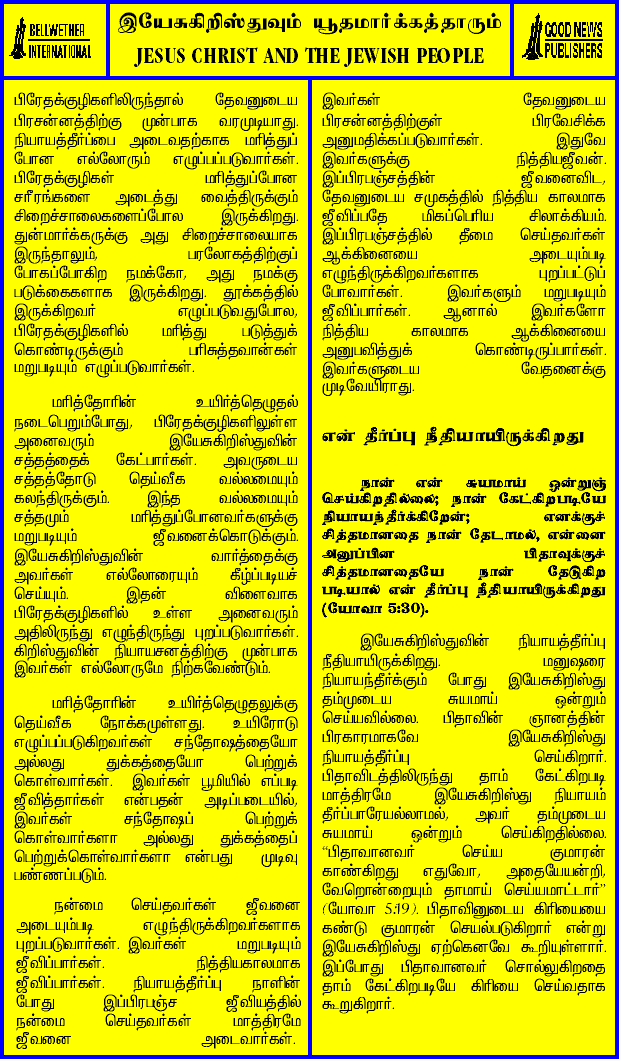 BELLWETHER
INTERNATIONAL
இயேசுகிறிஸ்துவும் யூதமார்க்கத்தாரும்
JESUS CHRIST AND THE JEWISH PEOPLE
GOOD NEWS
PUBLISHERS
பிரேதக்குழிகளிலிருந்தால் தேவனுடைய
பிரசன்னத்திற்கு முன்பாக வரமுடியாது.
நியாயத்தீர்ப்பை அடைவதற்காக மரித்துப்
போன எல்லோரும் எழுப்பப்படுவார்கள்.
பிரேதக்குழிகள் மரித்துப்போன
சரீரங்களை அடைத்து வைத்திருக்கும்
சிறைச்சாலைகளைப்போல இருக்கிறது.
துன்மார்க்கருக்கு அது சிறைச்சாலையாக
இருந்தாலும், பரலோகத்திற்குப்
போகப்போகிற நமக்கோ, அது நமக்கு
படுக்கைகளாக இருக்கிறது. தூக்கத்தில்
இருக்கிறவர் எழுப்படுவதுபோல,
பிரேதக்குழிகளில் மரித்து படுத்துக்
கொண்டிருக்கும் பரிசுத்தவான்கள்
மறுபடியும் எழுப்படுவார்கள்.
மரித்தோரின் உயிர்த்தெழுதல்
நடைபெறும்போது, பிரேதக்குழிகளிலுள்ள
அனைவரும் இயேசுகிறிஸ்துவின்
சத்தத்தைக் கேட்பார்கள். அவருடைய
சத்தத்தோடு தெய்வீக வல்லமையும்
கலந்திருக்கும். இந்த வல்லமையும்
சத்தமும் மரித்துப்போனவர்களுக்கு
மறுபடியும் ஜீவனைக்கொடுக்கும்.
இயேசுகிறிஸ்துவின் வார்த்தைக்கு
அவர்கள் எல்லோரையும் கீழ்ப்படியச்
செய்யும். இதன் விளைவாக
பிரேதக்குழிகளில் உள்ள அனைவரும்
அதிலிருந்து எழுந்திருந்து புறப்படுவார்கள்.
கிறிஸ்துவின் நியாயசனத்திற்கு முன்பாக
இவர்கள் எல்லோருமே நிற்கவேண்டும்.
மரித்தோரின் உயிர்த்தெழுதலுக்கு
தெய்வீக நோக்கமுள்ளது. உயிரோடு
எழுப்பப்படுகிறவர்கள் சந்தோஷத்தையோ
அல்லது துக்கத்தையோ பெற்றுக்
கொள்வார்கள். இவர்கள் பூமியில் எப்படி
ஜீவித்தார்கள் என்பதன் அடிப்படையில்,
இவர்கள் சந்தோஷப் பெற்றுக்
கொள்வார்களா அல்லது துக்கத்தைப்
பெற்றுக்கொள்வார்களா என்பது முடிவு
பண்ணப்படும்.
நன்மை செய்தவர்கள் ஜீவனை
அடையும்படி எழுந்திருக்கிறவர்களாக
புறப்படுவார்கள். இவர்கள் மறுபடியும்
ஜீவிப்பார்கள். நித்தியகாலமாக
ஜீவிப்பார்கள். நியாயத்தீர்ப்பு நாளின்
போது இப்பிரபஞ்ச ஜீவியத்தில்
நன்மை செய்தவர்கள் மாத்திரமே
ஜீவனை அடைவார்கள்.
இவர்கள் தேவனுடைய
பிரசன்னத்திற்குள் பிரவேசிக்க
அனுமதிக்கப்படுவார்கள். இதுவே
இவர்களுக்கு நித்தியஜீவன்.
இப்பிரபஞ்சத்தின் ஜீவனைவிட,
தேவனுடைய சமுகத்தில் நித்திய காலமாக
ஜீவிப்பதே மிகப்பெரிய சிலாக்கியம்.
இப்பிரபஞ்சத்தில் தீமை செய்தவர்கள்
ஆக்கினையை அடையும்படி
எழுந்திருக்கிறவர்களாக புறப்பட்டுப்
போவார்கள். இவர்களும் மறுபடியும்
ஜீவிப்பார்கள். ஆனால் இவர்களோ
நித்திய காலமாக ஆக்கினையை
அனுபவித்துக் கொண்டிருப்பார்கள்.
இவர்களுடைய வேதனைக்கு
முடிவேயிராது.
என் தீர்ப்பு நீதியாயிருக்கிறது
நான் என் சுயமாய் ஒன்றுஞ்
செய்கிறதில்லை; நான் கேட்கிறபடியே
நியாயந்தீர்க்கிறேன்; எனக்குச்
சித்தமானதை நான் தேடாமல், என்னை
அனுப்பின பிதாவுக்குச்
சித்தமானதையே நான் தேடுகிற
படியால் என் தீர்ப்பு நீதியாயிருக்கிறது
(யோவா 5:30).
இயேசுகிறிஸ்துவின் நியாயத்தீர்ப்பு
நீதியாயிருக்கிறது. மனுஷரை
நியாயந்தீர்க்கும் போது இயேசுகிறிஸ்து
தம்முடைய சுயமாய் ஒன்றும்
செய்யவில்லை. பிதாவின் ஞானத்தின்
பிரகாரமாகவே இயேசுகிறிஸ்து
நியாயத்தீர்ப்பு செய்கிறார்.
பிதாவிடத்திலிருந்து தாம் கேட்கிறபடி
மாத்திரமே இயேசுகிறிஸ்து நியாயம்
தீர்ப்பாரேயல்லாமல், அவர் தம்முடைய
சுயமாய் ஒன்றும் செய்கிறதில்லை.
"பிதாவானவர் செய்ய குமாரன்
காண்கிறது எதுவோ, அதையேயன்றி,
வேறொன்றையும் தாமாய் செய்யமாட்டார்"
(யோவா 5:19). பிதாவினுடைய கிரியையை
கண்டு குமாரன் செயல்படுகிறார் என்று
இயேசுகிறிஸ்து ஏற்கெனவே கூறியுள்ளார்.
இப்போது பிதாவானவர் சொல்லுகிறதை
தாம் கேட்கிறபடியே கிரியை செய்வதாக
கூறுகிறார்.